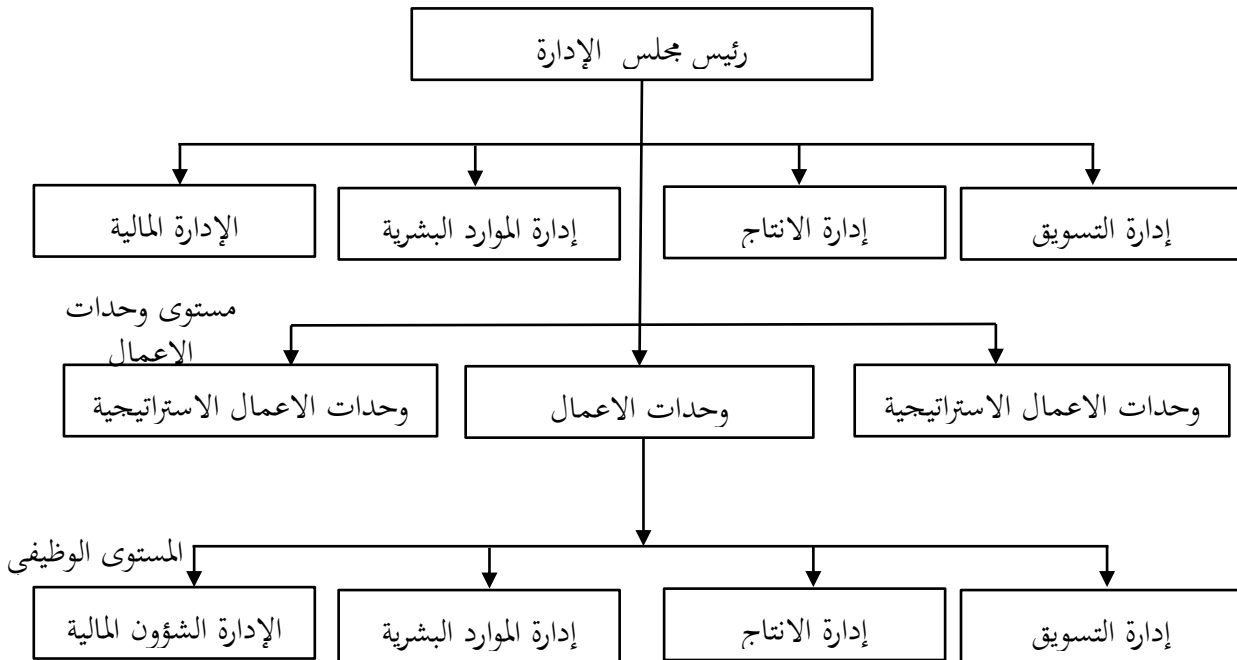 رئيس مجلس الإدارة
إدارة التسويق
إدارة الانتاج
إدارة الموارد البشرية
الإدارة المالية
مستوى وحدات
الاعمال
وحدات الاعمال الاستراتيجية
وحدات الاعمال
وحدات الاعمال الاستراتيجية
المستوى الوظيفي
إدارة التسويق
إدارة الانتاج
إدارة الموارد البشرية
الإدارة الشؤون المالية